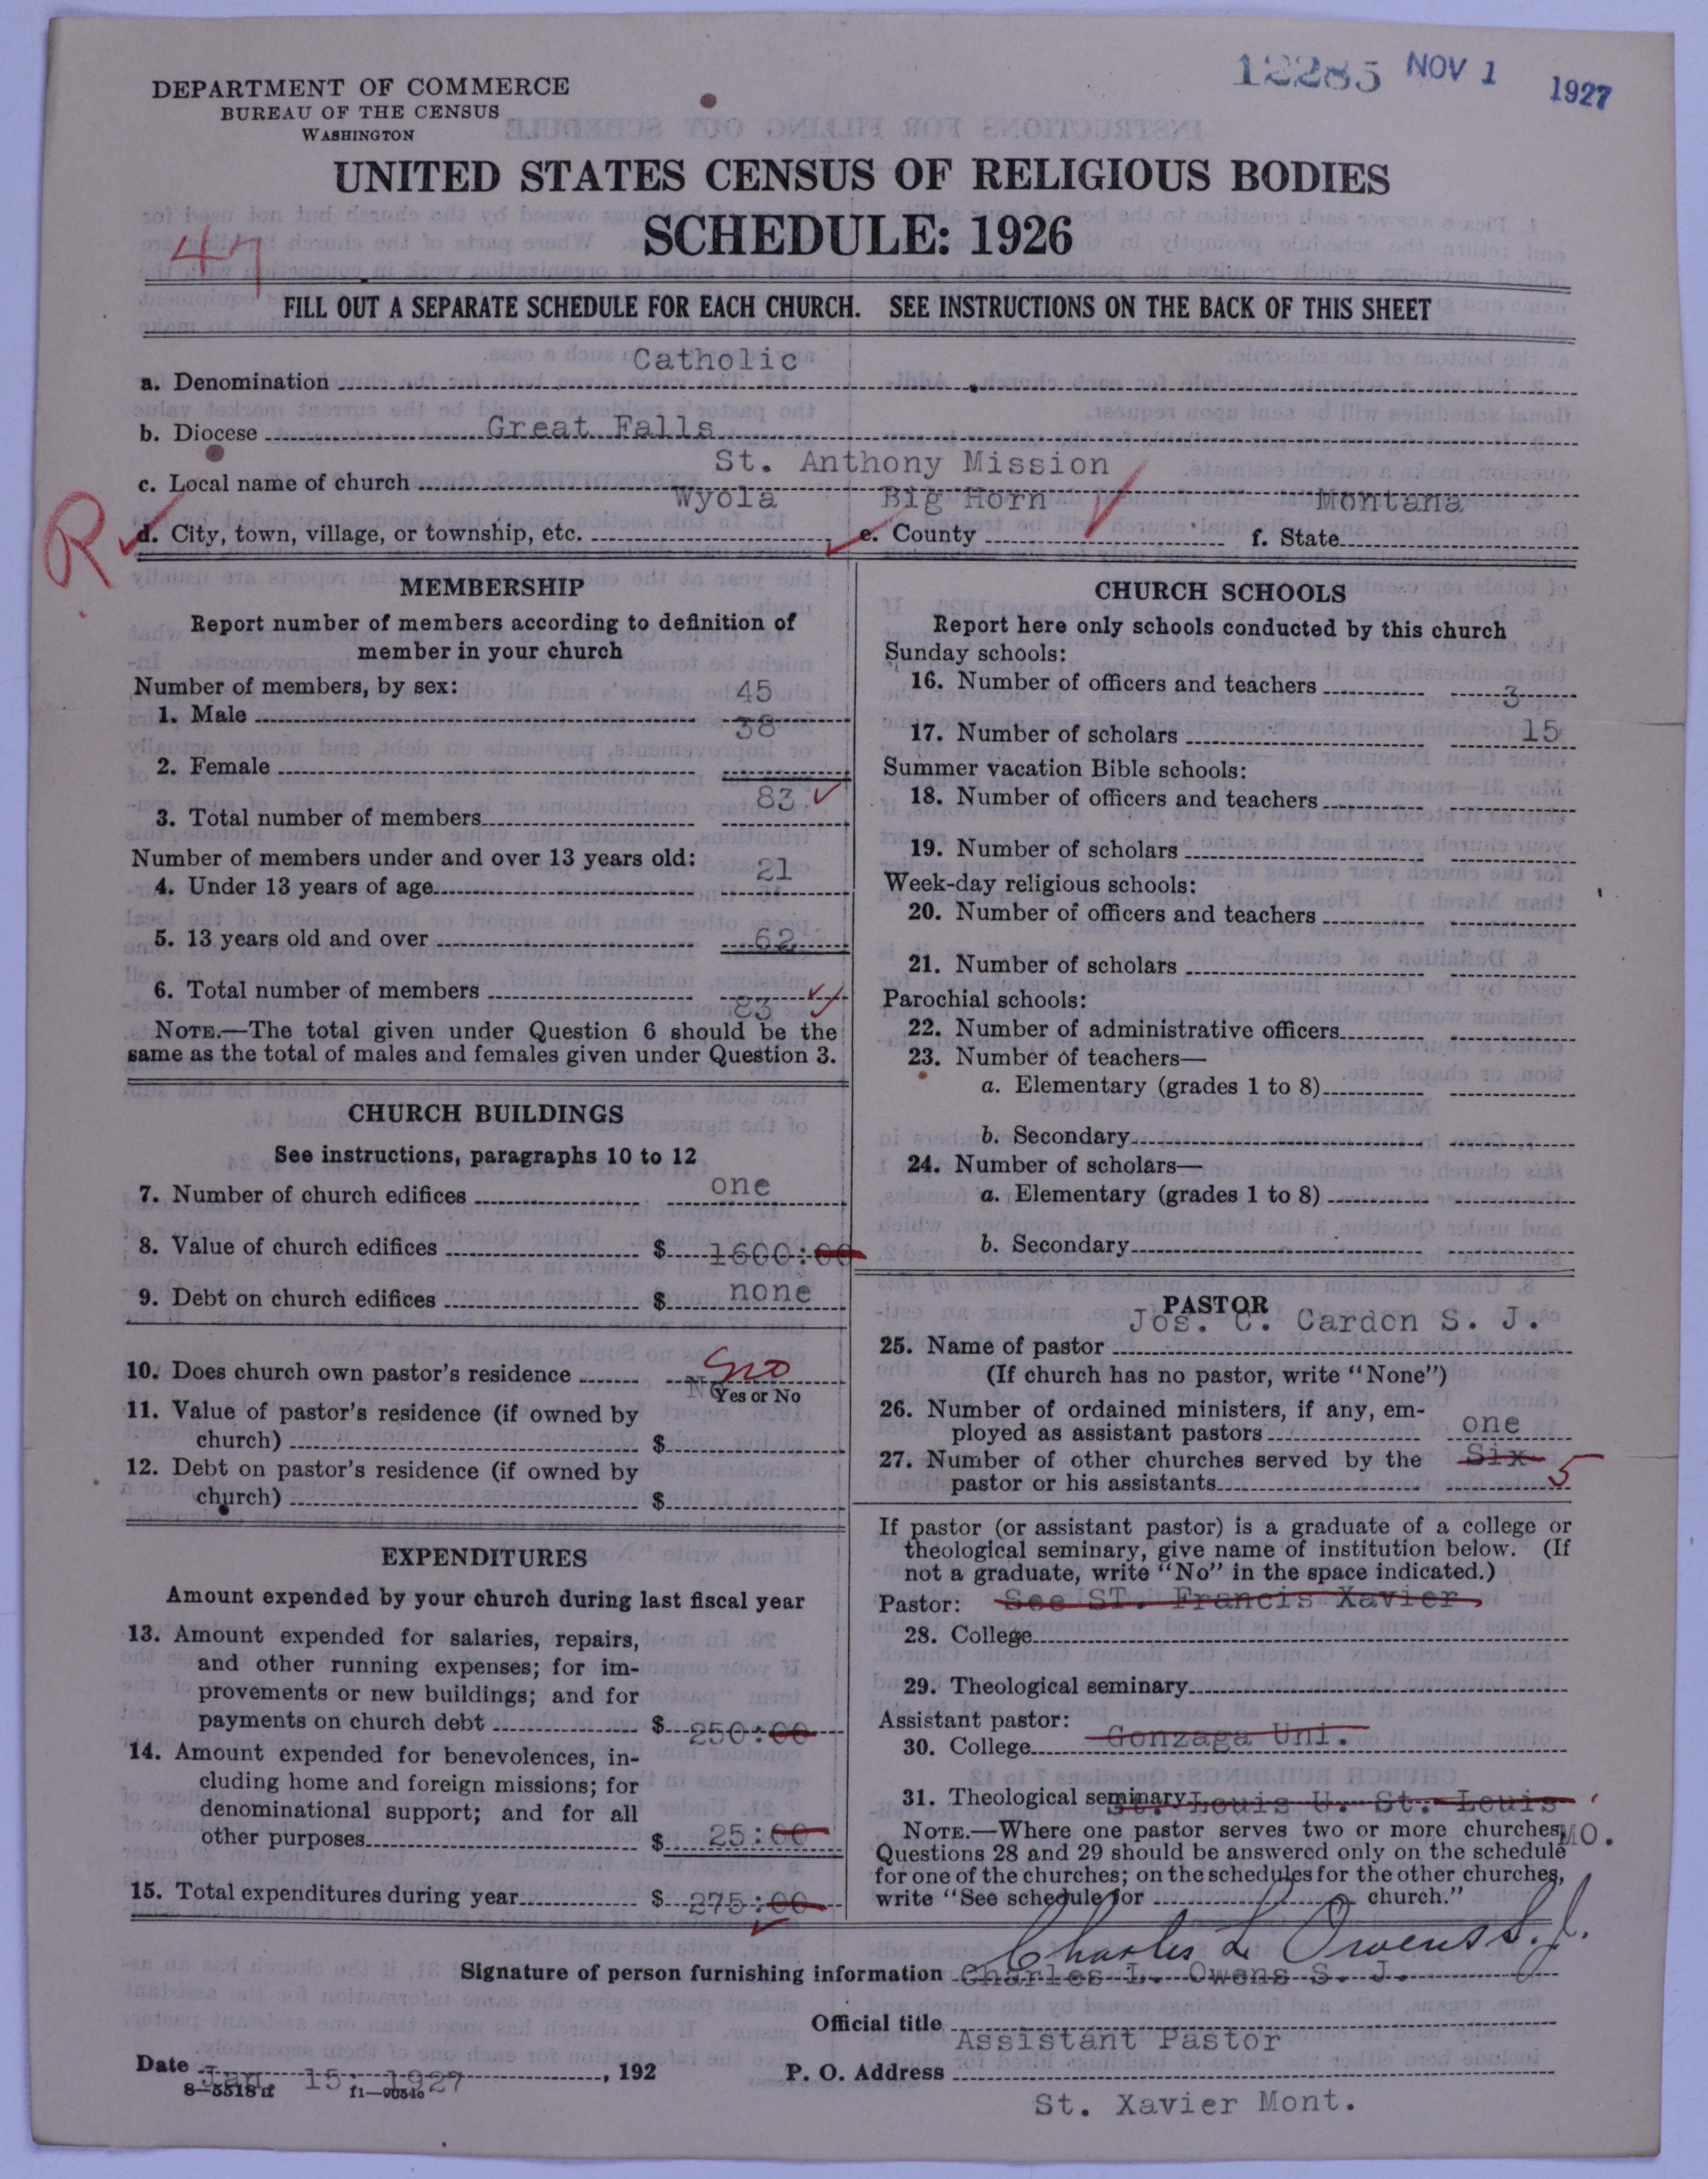 12285 NOV 1 1927
DEPARTMENT OF COMMERCE
BUREAU OF THE CENSUS
WASHINGTON
UNITED STATES CENSUS OF RELIGIOUS BODIES
SCHEDULE: 1926
47
FILL OUT A SEPARATE SCHEDULE FOR EACH CHURCH. SEE INSTRUCTIONS ON THE BACK OF THIS SHEET
a. Denomination Catholic
b. Diocese Great Falls
c. Local name of church St. Anthony Mission
R
d. City, town, village, or township, etc. Wyola e. County Big Horn f. State Montana
MEMBERSHIP
Report number of members according to definition of
member in your church
Number of members, by sex:
1. Male 45
2. Female 38
3. Total number of members 83
Number of members under and over 13 years old:
4. Under 13 years of age 21
5. 13 years old and over 62
6. Total number of members 83
NOTE.—The total given under Question 6 should be the
same as the total of males and females given under Question 3.
CHURCH BUILDINGS
See instructions, paragraphs 10 to 12
7. Number of church edifices one
8. Value of church edifices $ 1600:00
9. Debt on church edifices $ none
10. Does church own pastor's residence No no
Yes or No
11. Value of pastor's residence (if owned by
church) $
12. Debt on pastor's residence (if owned by
church) $
EXPENDITURES
Amount expended by your church during last fiscal year
13. Amount expended for salaries, repairs,
and other running expenses; for im-
provements or new buildings; and for
payments on church debt $ 250:00
14. Amount expended for benevolences, in-
cluding home and foreign missions; for
denominational support; and for all
other purposes $ 25:00
15. Total expenditures during year $ 275:00
CHURCH SCHOOLS
Report here only schools conducted by this church
Sunday schools:
16. Number of officers and teachers 3
17. Number of scholars 15
Summer vacation Bible schools:
18. Number of officers and teachers
19. Number of scholars
Week-day religious schools:
20. Number of officers and teachers
21. Number of scholars
Parochial schools:
22. Number of administrative officers
23. Number of teachers—
a. Elementary (grades 1 to 8)
b. Secondary
24. Number of scholars—
a. Elementary (grades 1 to 8)
b. Secondary
PASTOR
25. Name of pastor Jos. C. Cardon S. J.
(If church has no pastor, write "None")
26. Number of ordained ministers, if any, em-
ployed as assistant pastors one
27. Number of other churches served by the Six
pastor or his assistants 5
If pastor (or assistant pastor) is a graduate of a college or
theological seminary, give name of institution below. (If
not a graduate, write "No" in the space indicated.)
Pastor: See ST. Francis Xavier
28. College
29. Theological seminary
Assistant pastor:
30. College Gonzaga Uni.
31. Theological seminary St. Louis U. St. Louis MO.
NOTE.—Where one pastor serves two or more churches,
Questions 28 and 29 should be answered only on the schedule
for one of the churches; on the schedules for the other churches,
write "See schedule for church."
Charles L Owens S.J.
Signature of person furnishing information Charles L. Owens S. J.
Official title Assistant Pastor
Date Jan. 15, 1927, 192 P. O. Address St. Xavier Mont.
8—5518 a 11—90540